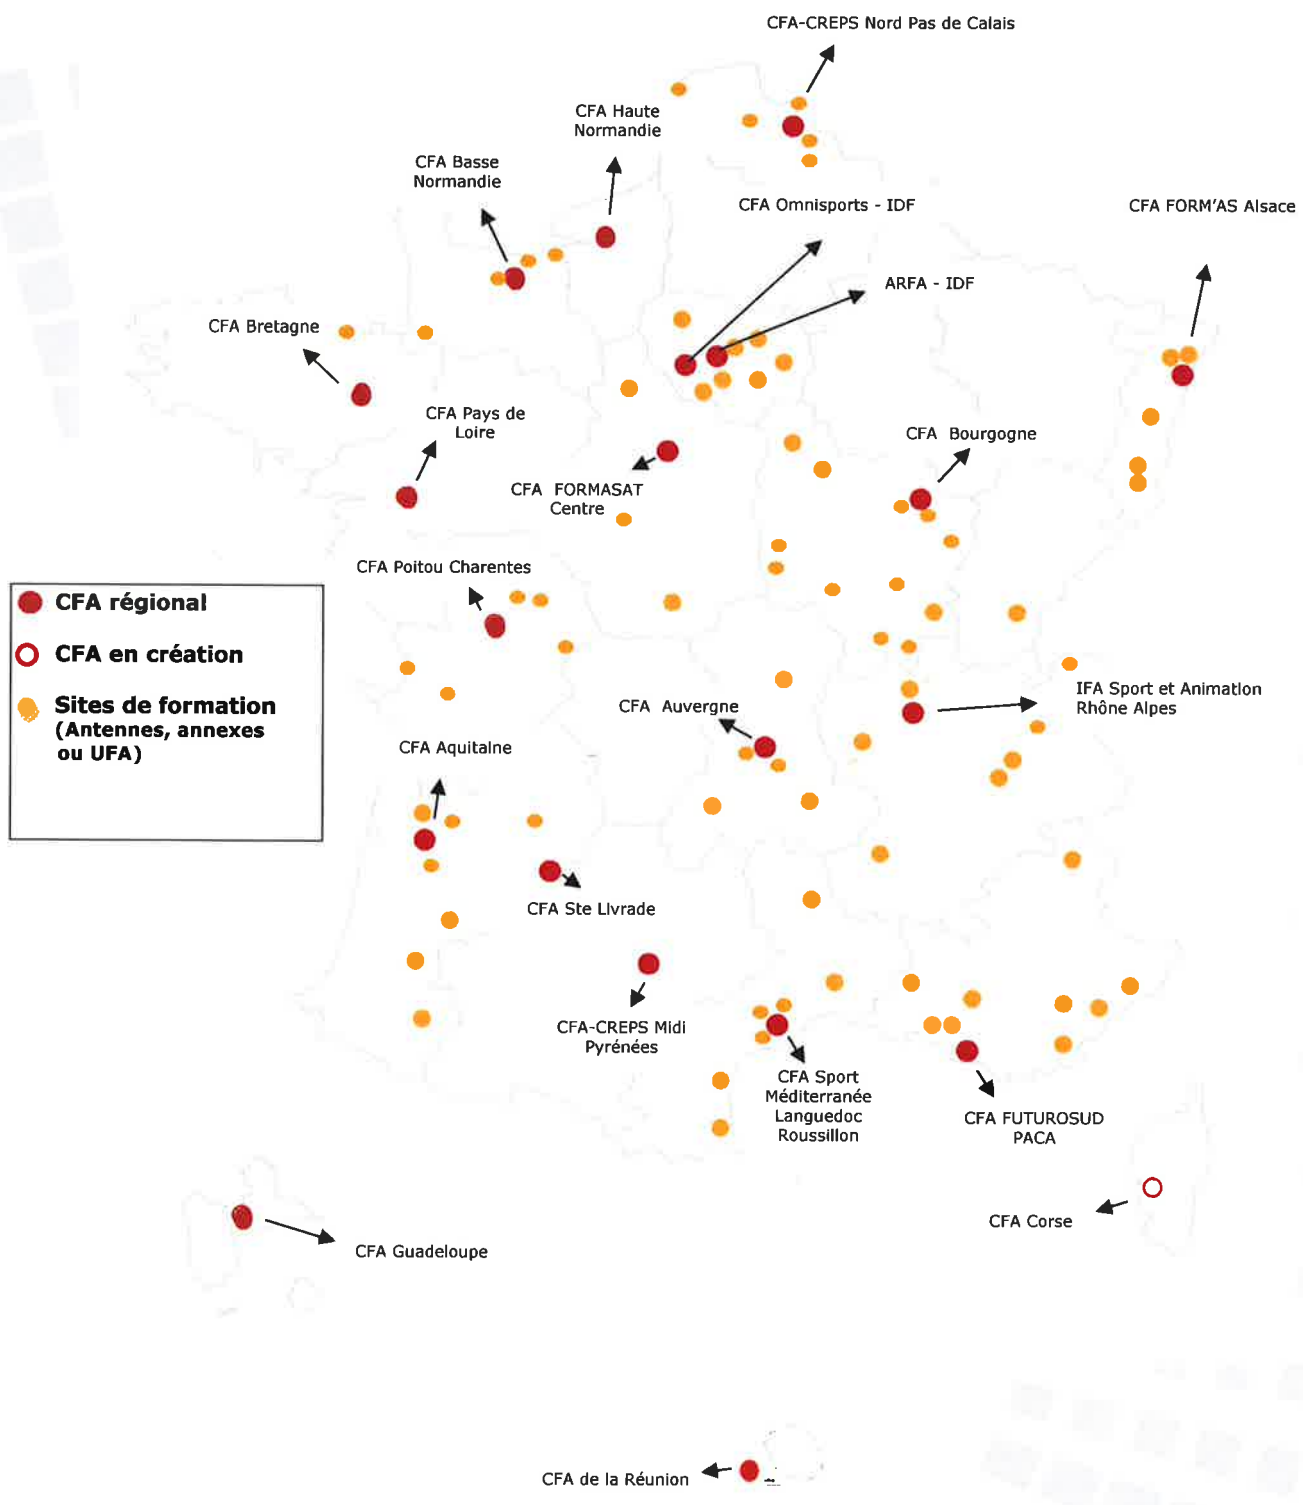 CFA-CREPS Nord Pas de Calais
CFA Haute
Normandie
CFA Basse
Normandie
CFA Omnisports - IDF
CFA FORM'AS Alsace
ARFA - IDF
CFA Bretagne
CFA Pays de
Loire
CFA Bourgogne
CFA FORMASAT
Centre
CFA Poitou Charentes
CFA régional
CFA en création
Sites de formation
(Antennes, annexes
ou UFA)
IFA Sport et Animation
Rhône Alpes
CFA Auvergne
CFA Aquitaine
CFA Ste Livrade
CFA-CREPS Midi
Pyrénées
CFA Sport
Méditerranée
Languedoc
Roussillon
CFA FUTUROSUD
PACA
CFA Corse
CFA Guadeloupe
CFA de la Réunion